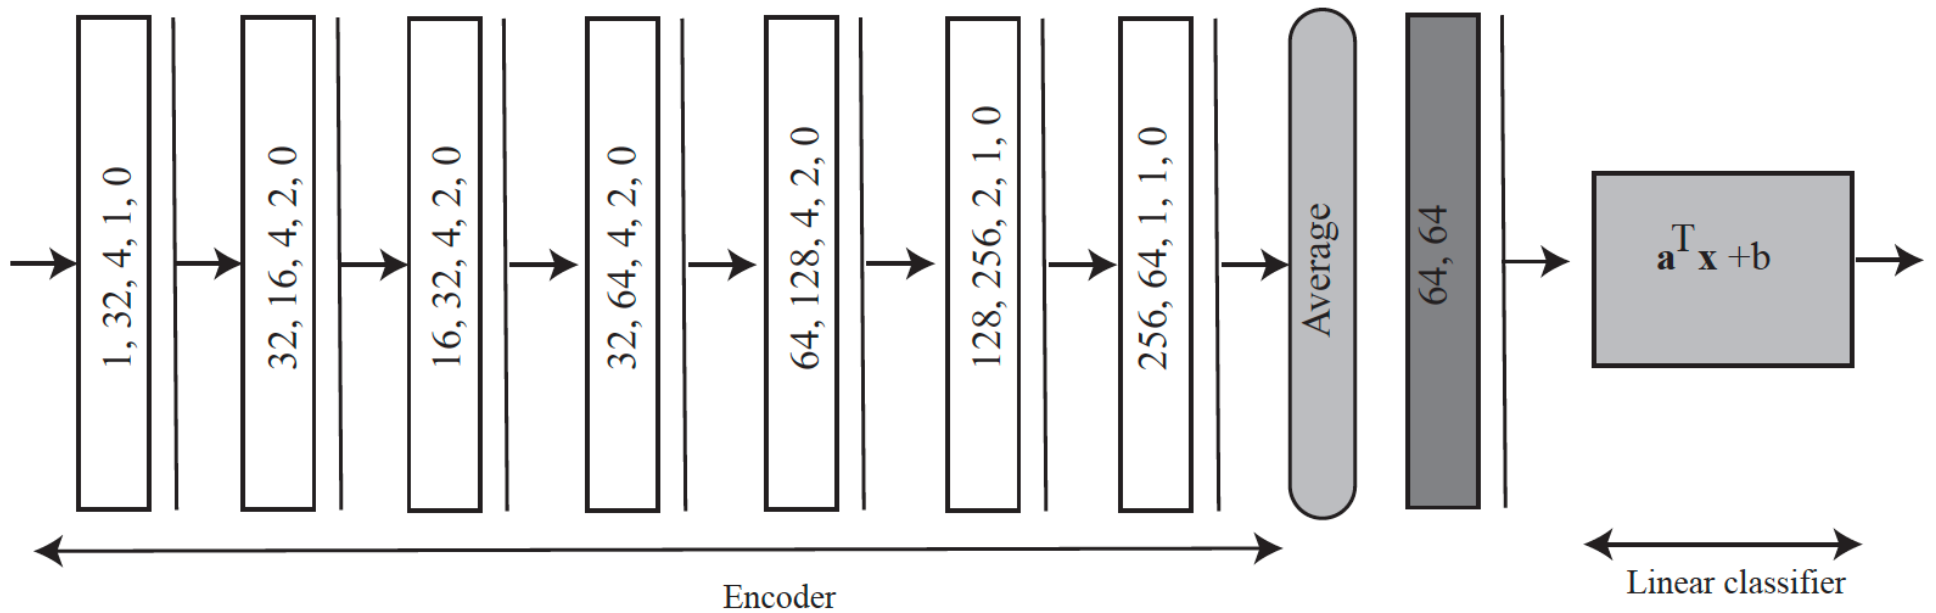 1, 32, 4, 1, 0
32, 16, 4, 2, 0
16, 32, 4, 2, 0
32, 64, 4, 2, 0
64, 128, 4, 2, 0
128, 256, 2, 1, 0
256, 64, 1, 1, 0
Average
64, 64
aᵀx +b
Encoder
Linear classifier